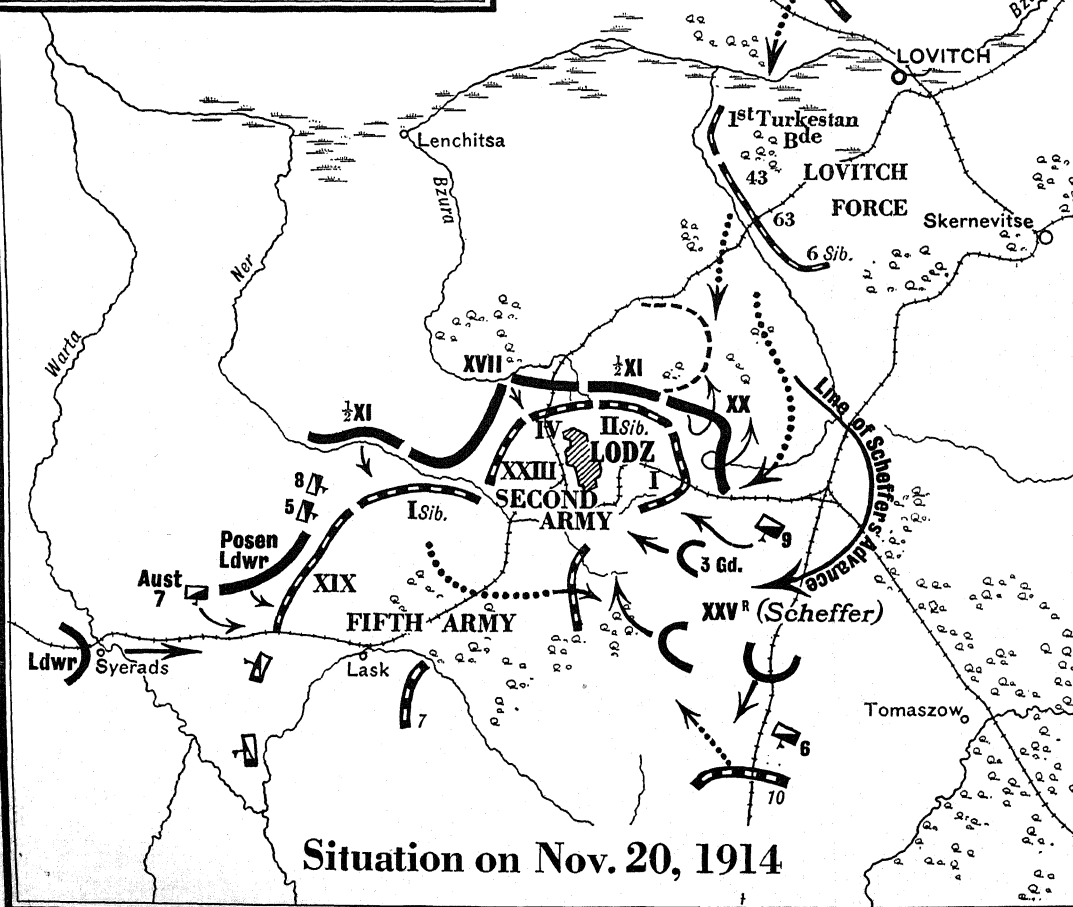 Bzu
LOVITCH
1st Turkestan
Bde
Lenchitsa
43
LOVITCH
FORCE
Bzura
63
Skernevitse
6 Sib.
Ner
Warta
XVII
½XI
XX
½XI
IV
II Sib.
LODZ
XXIII
I
SECOND
ARMY
Line of Scheffer's Advance
8
5
I Sib.
9
Posen
Ldwr
3 Gd.
Aust
7
XIX
XXVR (Scheffer)
FIFTH ARMY
Ldwr
Syerads
Lask
7
Tomaszow
6
10
Situation on Nov. 20, 1914